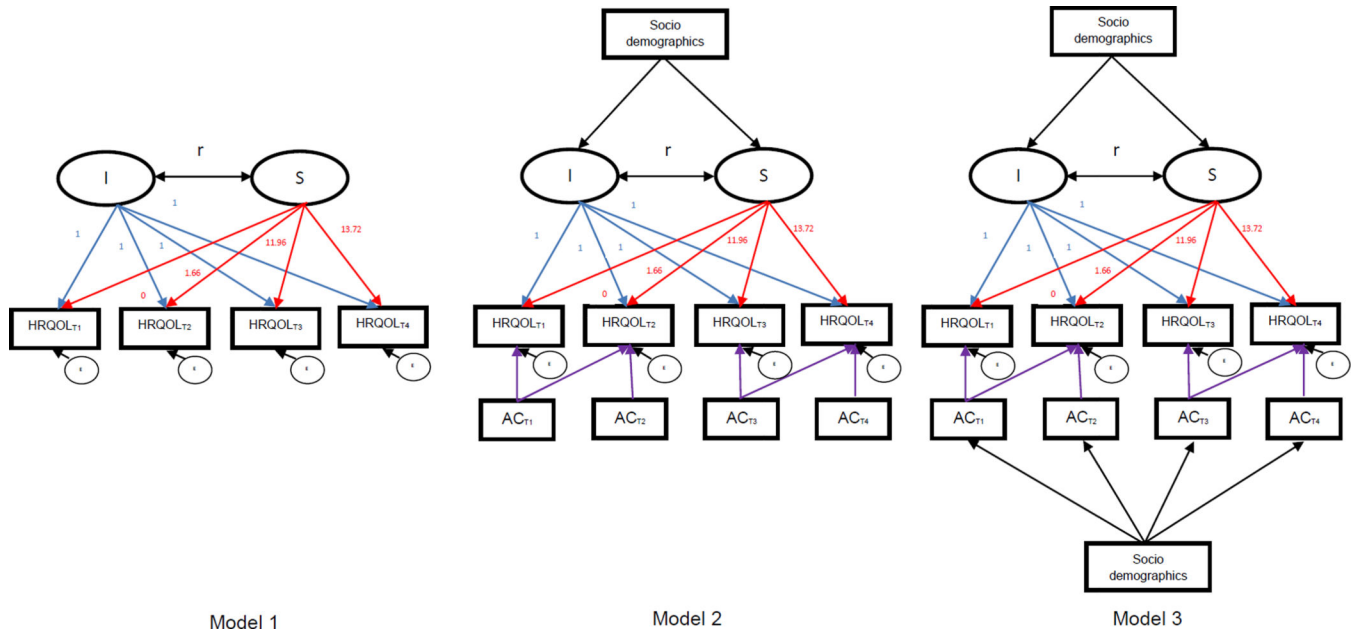 Socio
demographics
Socio
demographics
r
I
S
r
I
S
r
I
S
1
1
1
1
11.96
13.72
1.66
0
1
1
1
1
11.96
13.72
1.66
0
1
1
1
1
11.96
13.72
1.66
0
HRQOLT1
HRQOLT2
HRQOLT3
HRQOLT4
HRQOLT1
HRQOLT2
HRQOLT3
HRQOLT4
HRQOLT1
HRQOLT2
HRQOLT3
HRQOLT4
ACT1
ACT2
ACT3
ACT4
ACT1
ACT2
ACT3
ACT4
Socio
demographics
Model 1
Model 2
Model 3